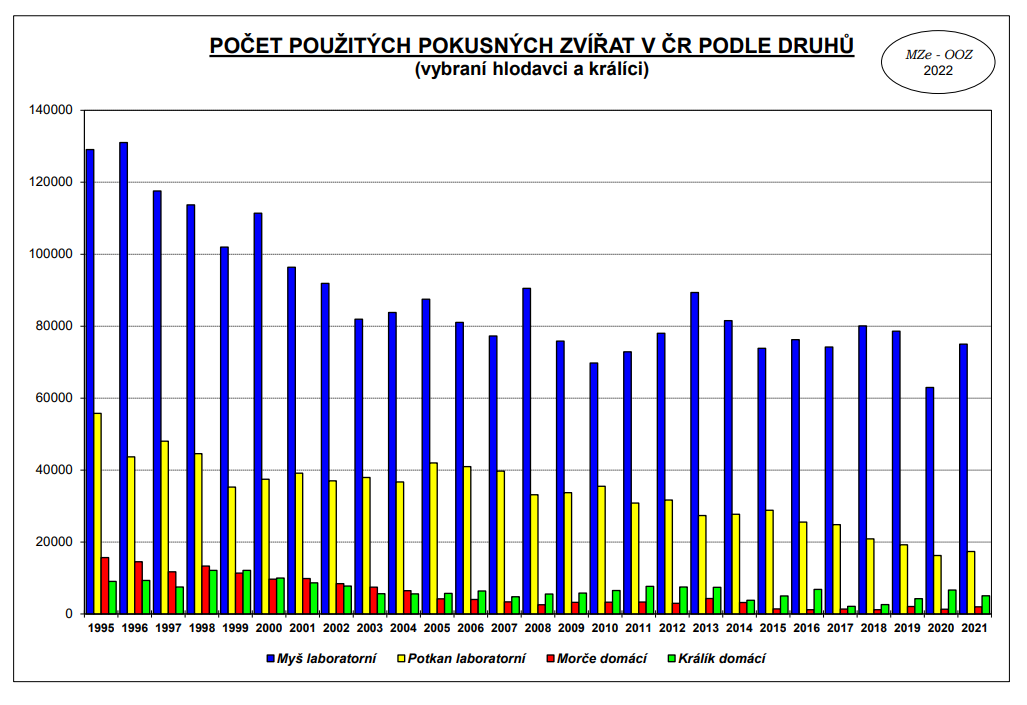 POČET POUŽITÝCH POKUSNÝCH ZVÍŘAT V ČR PODLE DRUHŮ
(vybraní hlodavci a králíci)
MZe - OOZ
2022
140000
120000
100000
80000
60000
40000
20000
0
1995 1996 1997 1998 1999 2000 2001 2002 2003 2004 2005 2006 2007 2008 2009 2010 2011 2012 2013 2014 2015 2016 2017 2018 2019 2020 2021
Myš laboratorní Potkan laboratorní Morče domácí Králík domácí